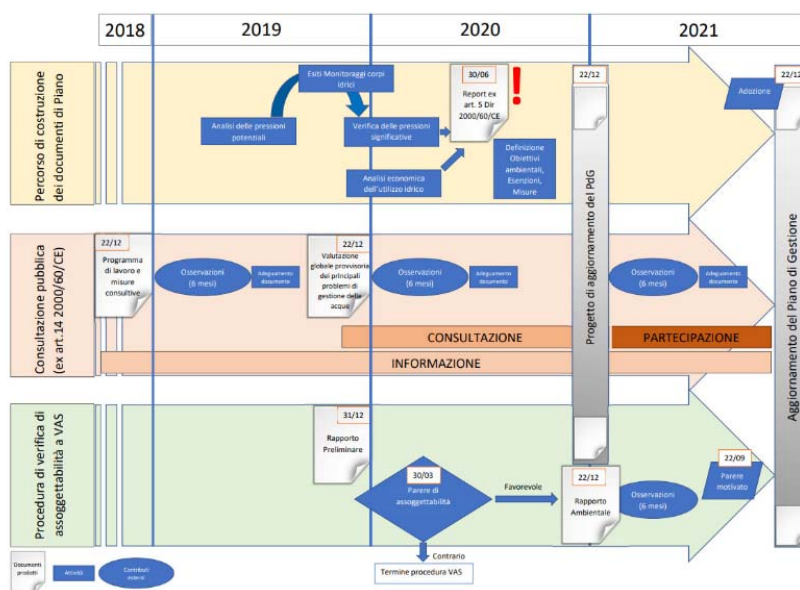 2018
2019
2020
2021
Percorso di costruzione
dei documenti di Piano
Analisi delle pressioni
potenziali
Esiti Monitoraggi corpi
idrici
Verifica delle pressioni
significative
Analisi economica
dell'utilizzo idrico
30/06
Report ex
art. 5 Dir
2000/60/CE
!
Definizione
Obiettivi
ambientali,
Esenzioni,
Misure
22/12
Progetto di aggiornamento del PdG
Adozione
22/12
Aggiornamento del Piano di Gestione
Consultazione pubblica
(ex art.14 2000/60/CE)
22/12
Programma
di lavoro e
misure
consultive
Osservazioni
(6 mesi)
Adeguamento
documento
22/12
Valutazione
globale provvisoria
dei principali
problemi di
gestione delle
acque
Osservazioni
(6 mesi)
Adeguamento
documento
Osservazioni
(6 mesi)
Adeguamento
documento
CONSULTAZIONE
PARTECIPAZIONE
INFORMAZIONE
Procedura di verifica di
assoggettabilità a VAS
31/12
Rapporto
Preliminare
30/03
Parere di
assoggettabilità
Favorevole
22/12
Rapporto
Ambientale
Osservazioni
(6 mesi)
22/09
Parere
motivato
Contrario
Termine procedura VAS
Documenti
prodotti
Attività
Contributi
esterni